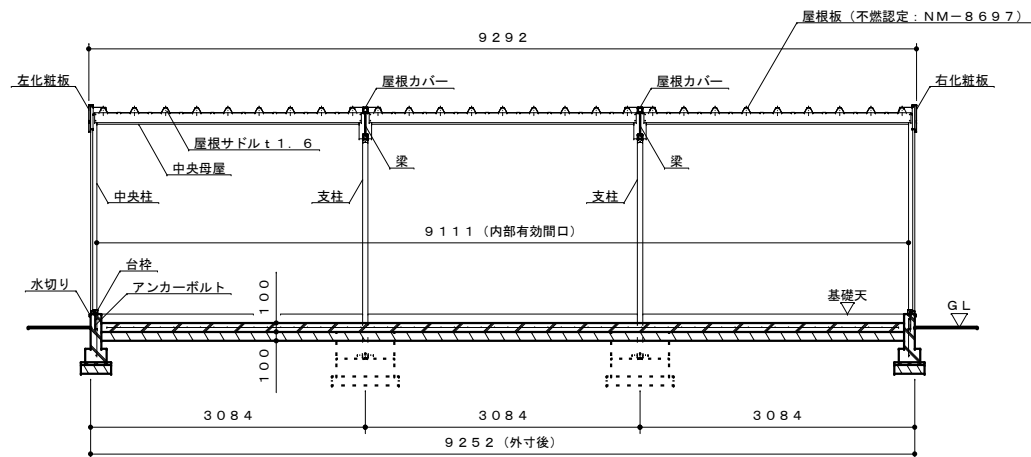 屋根板（不燃認定：ＮＭ－８６９７）
９２９２
左化粧板
屋根カバー
屋根カバー
右化粧板
屋根サドルｔ１．６
中央母屋
梁
梁
中央柱
支柱
支柱
９１１１（内部有効間口）
台枠
水切り
アンカーボルト
１００
基礎天
ＧＬ
１００
３０８４
３０８４
３０８４
９２５２（外寸後）